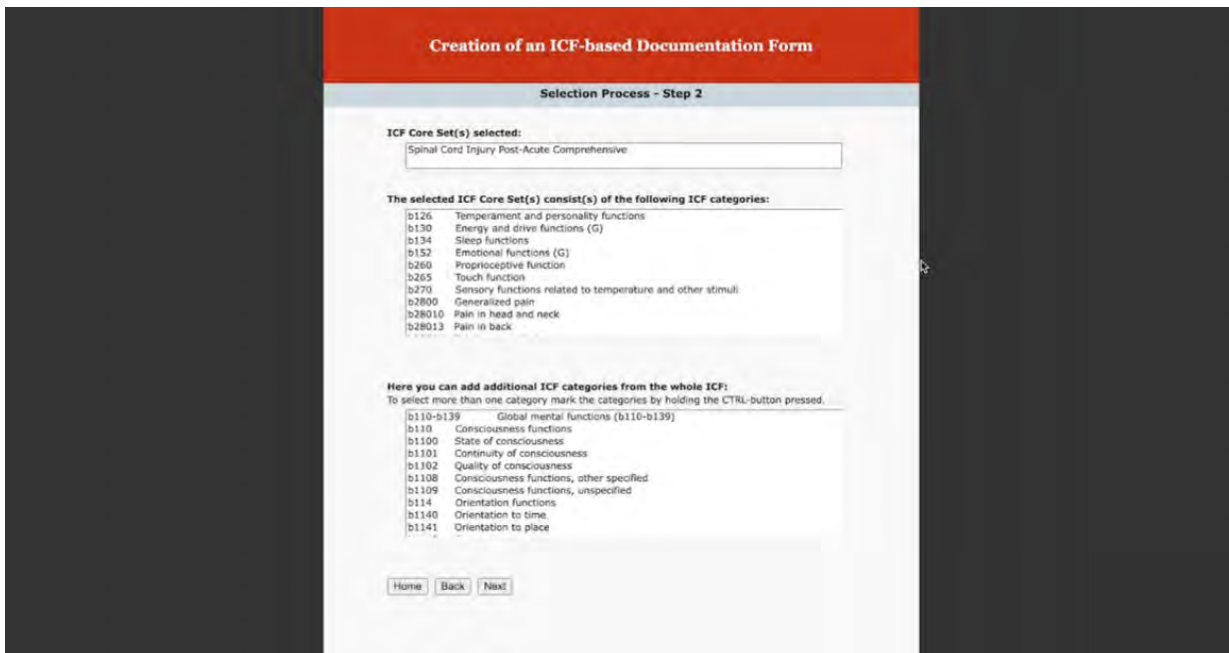 Creation of an ICF-based Documentation Form
Selection Process - Step 2
ICF Core Set(s) selected:
Spinal Cord Injury Post-Acute Comprehensive
The selected ICF Core Set(s) consist(s) of the following ICF categories:
b126 Temperament and personality functions
b130 Energy and drive functions (G)
b134 Sleep functions
b152 Emotional functions (G)
b260 Proprioceptive function
b265 Touch function
b270 Sensory functions related to temperature and other stimuli
b2800 Generalized pain
b28010 Pain in head and neck
b28013 Pain in back
Here you can add additional ICF categories from the whole ICF:
To select more than one category mark the categories by holding the CTRL-button pressed.
b110-b139 Global mental functions (b110-b139)
b110 Consciousness functions
b1100 State of consciousness
b1101 Continuity of consciousness
b1102 Quality of consciousness
b1108 Consciousness functions, other specified
b1109 Consciousness functions, unspecified
b114 Orientation functions
b1140 Orientation to time
b1141 Orientation to place
Home Back Next